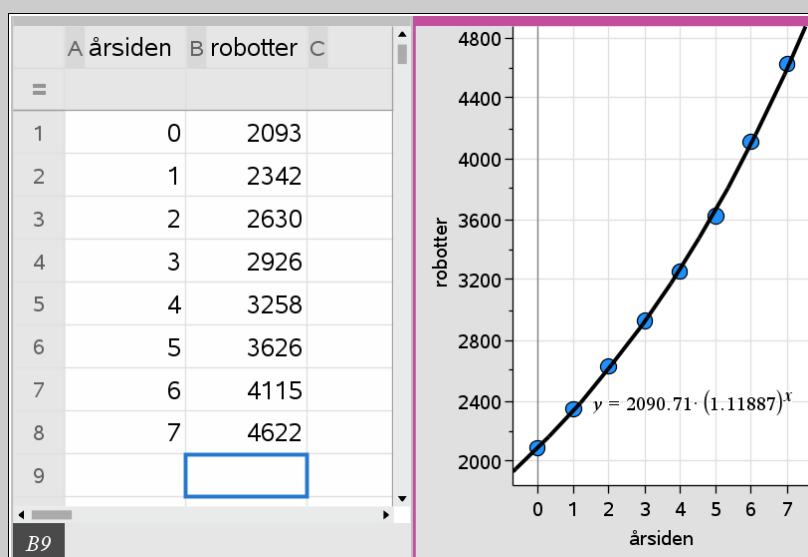 A årsiden B robotter C
=
1 0 2093
2 1 2342
3 2 2630
4 3 2926
5 4 3258
6 5 3626
7 6 4115
8 7 4622
9
B9
4800
4400
4000
3600
3200
2800
2400
2000
robotter
y = 2090.71·(1.11887)^x
0 1 2 3 4 5 6 7
årsiden